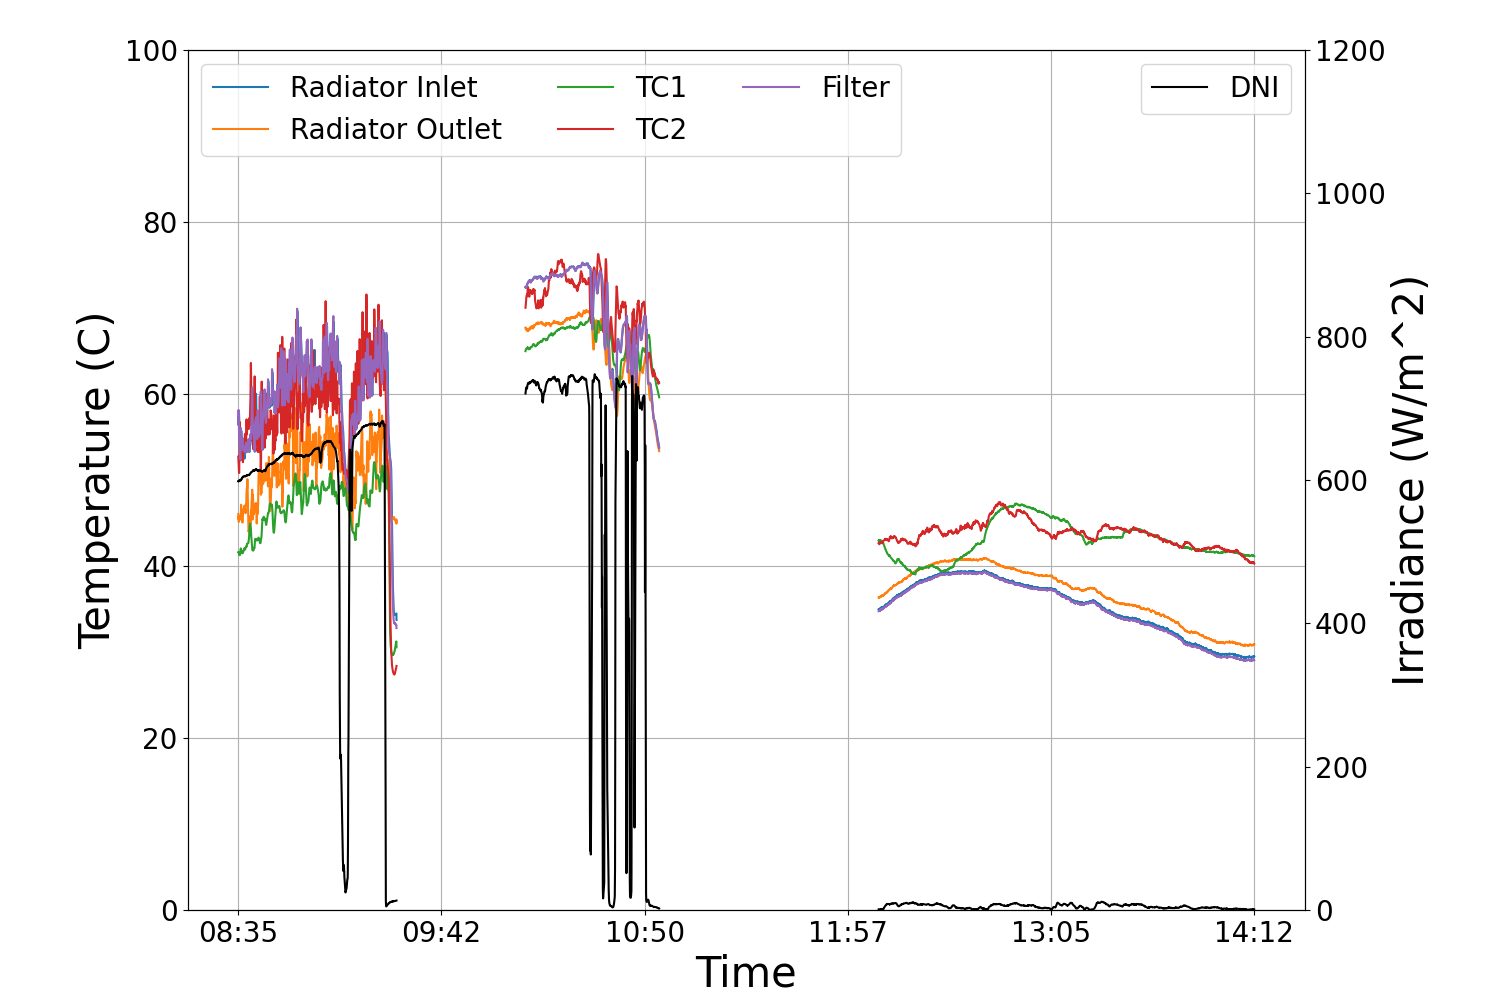 Radiator Inlet
Radiator Outlet
TC1
TC2
Filter
DNI
Temperature (C)
100
80
60
40
20
0
1200
1000
800
600
400
200
0
Irradiance (W/m^2)
08:35 09:42 10:50 11:57 13:05 14:12
Time